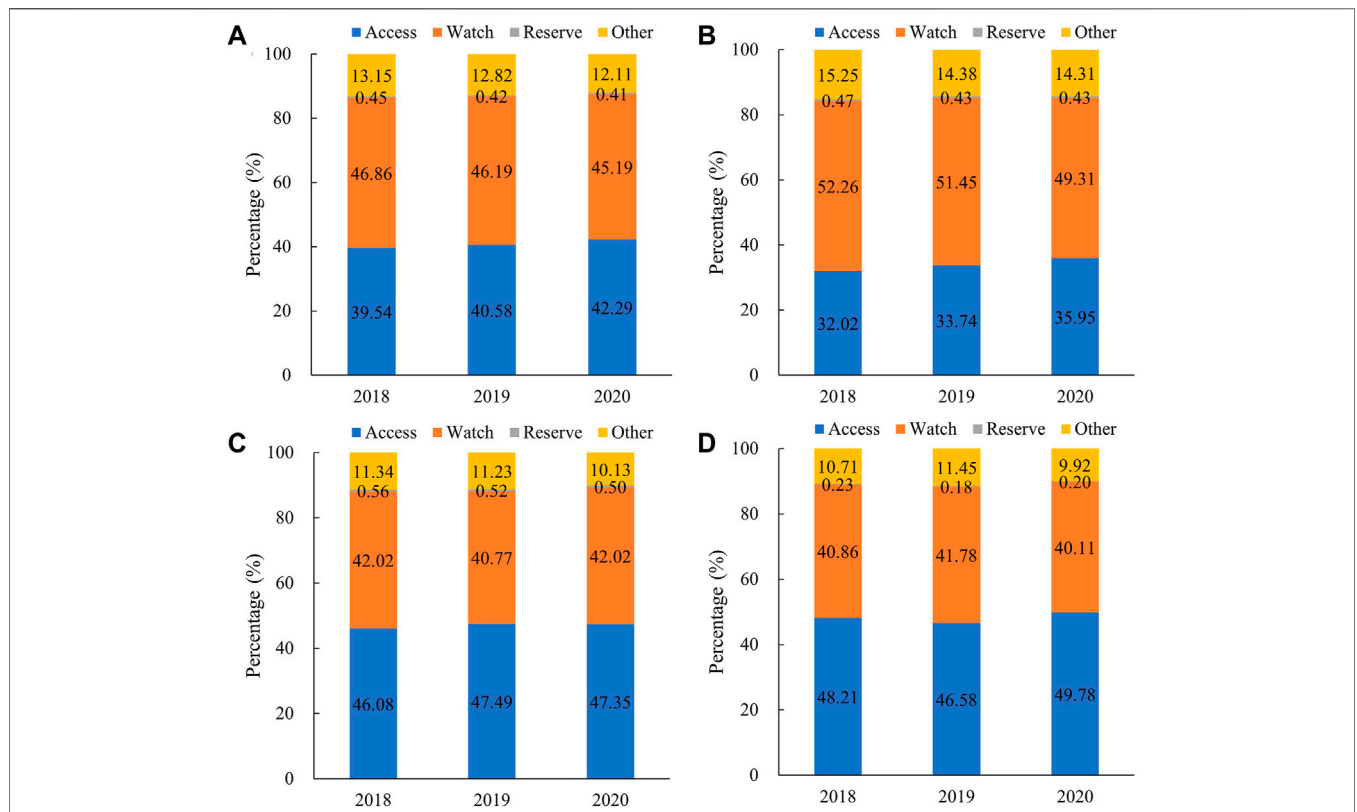 A
Access Watch Reserve Other
Percentage (%)
100
80
60
40
20
0
13.15 12.82 12.11
0.45 0.42 0.41
46.86 46.19 45.19
39.54 40.58 42.29
2018 2019 2020
B
Access Watch Reserve Other
Percentage (%)
100
80
60
40
20
0
15.25 14.38 14.31
0.47 0.43 0.43
52.26 51.45 49.31
32.02 33.74 35.95
2018 2019 2020
C
Access Watch Reserve Other
Percentage (%)
100
80
60
40
20
0
11.34 11.23 10.13
0.56 0.52 0.50
42.02 40.77 42.02
46.08 47.49 47.35
2018 2019 2020
D
Access Watch Reserve Other
Percentage (%)
100
80
60
40
20
0
10.71 11.45 9.92
0.23 0.18 0.20
40.86 41.78 40.11
48.21 46.58 49.78
2018 2019 2020